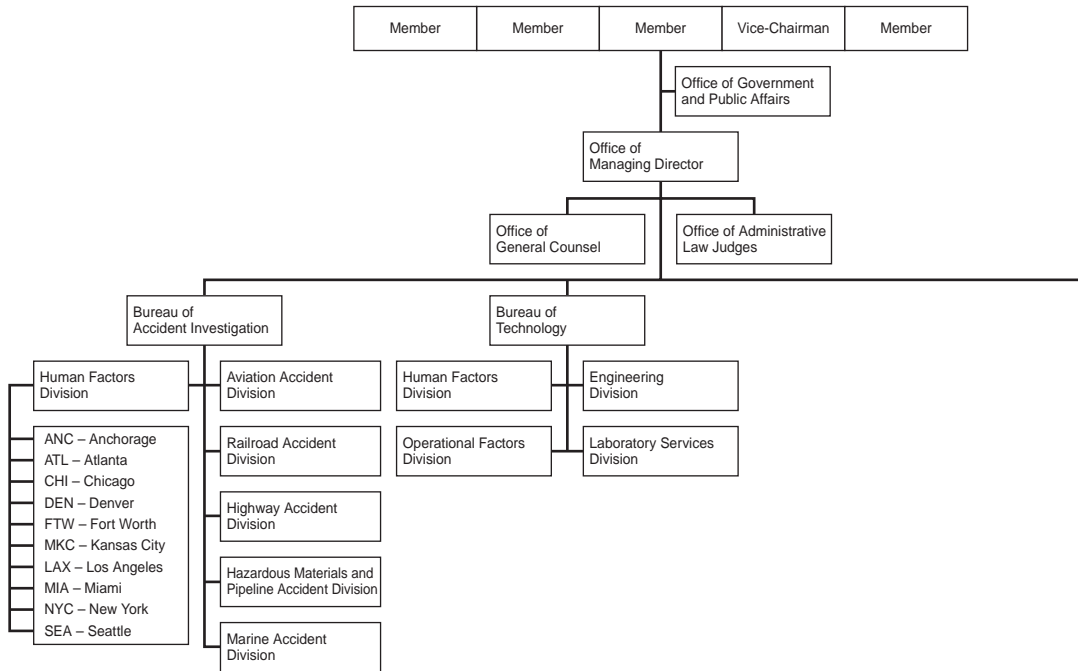 Member
Member
Member
Vice-Chairman
Member
Office of Government
and Public Affairs
Office of
Managing Director
Office of
General Counsel
Office of Administrative
Law Judges
Bureau of
Accident Investigation
Bureau of
Technology
Human Factors
Division
Aviation Accident
Division
Human Factors
Division
Engineering
Division
ANC – Anchorage
ATL – Atlanta
CHI – Chicago
DEN – Denver
FTW – Fort Worth
MKC – Kansas City
LAX – Los Angeles
MIA – Miami
NYC – New York
SEA – Seattle
Railroad Accident
Division
Operational Factors
Division
Laboratory Services
Division
Highway Accident
Division
Hazardous Materials and
Pipeline Accident Division
Marine Accident
Division